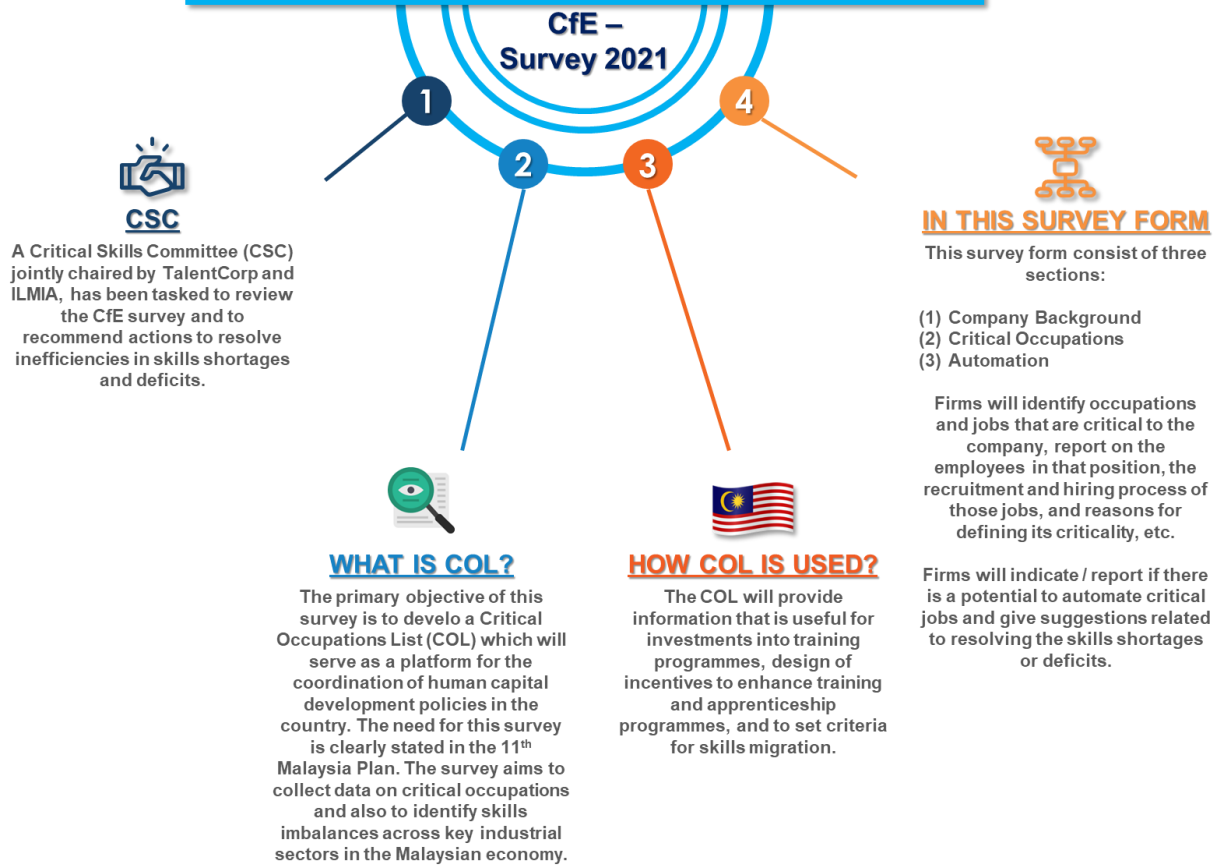 CfE –
Survey 2021
1
2
3
4
CSC
A Critical Skills Committee (CSC)
jointly chaired by TalentCorp and
ILMIA, has been tasked to review
the CfE survey and to
recommend actions to resolve
inefficiencies in skills shortages
and deficits.
WHAT IS COL?
The primary objective of this
survey is to develo a Critical
Occupations List (COL) which will
serve as a platform for the
coordination of human capital
development policies in the
country. The need for this survey
is clearly stated in the 11th
Malaysia Plan. The survey aims to
collect data on critical occupations
and also to identify skills
imbalances across key industrial
sectors in the Malaysian economy.
HOW COL IS USED?
The COL will provide
information that is useful for
investments into training
programmes, design of
incentives to enhance training
and apprenticeship
programmes, and to set criteria
for skills migration.
IN THIS SURVEY FORM
This survey form consist of three
sections:
(1) Company Background
(2) Critical Occupations
(3) Automation
Firms will identify occupations
and jobs that are critical to the
company, report on the
employees in that position, the
recruitment and hiring process of
those jobs, and reasons for
defining its criticality, etc.
Firms will indicate / report if there
is a potential to automate critical
jobs and give suggestions related
to resolving the skills shortages
or deficits.